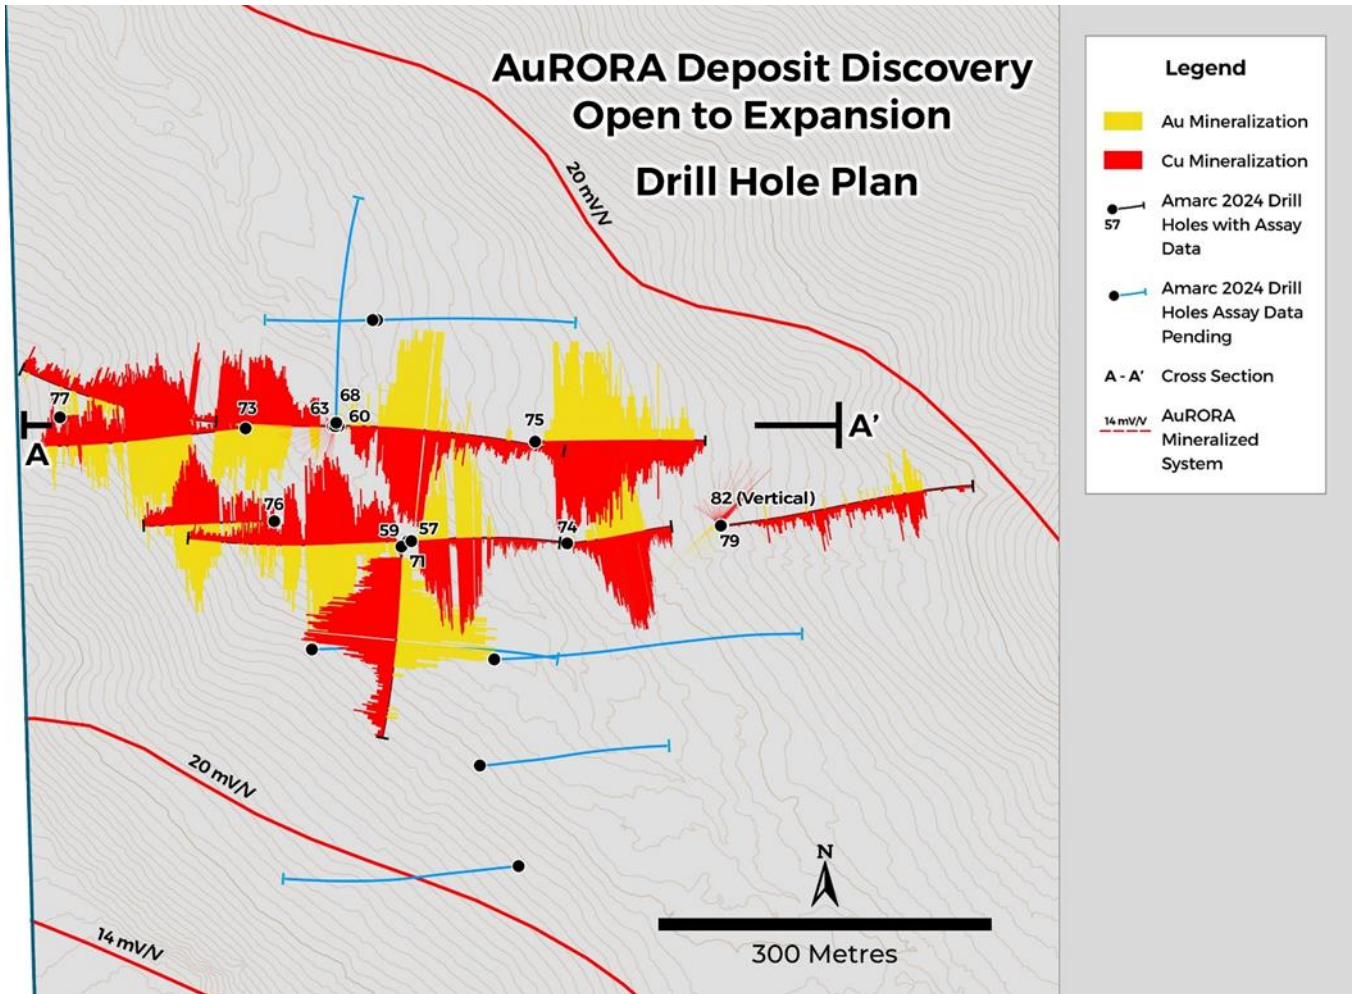 AuRORA Deposit Discovery
Open to Expansion
Drill Hole Plan
Legend
Au Mineralization
Cu Mineralization
57
Amarc 2024 Drill
Holes with Assay
Data
Amarc 2024 Drill
Holes Assay Data
Pending
A - A’ Cross Section
14 mV/V
AuRORA
Mineralized
System
20 mV/V
77
73
63
68
60
75
A
A’
76
59
57
71
74
82 (Vertical)
79
20 mV/V
14 mV/V
N
300 Metres